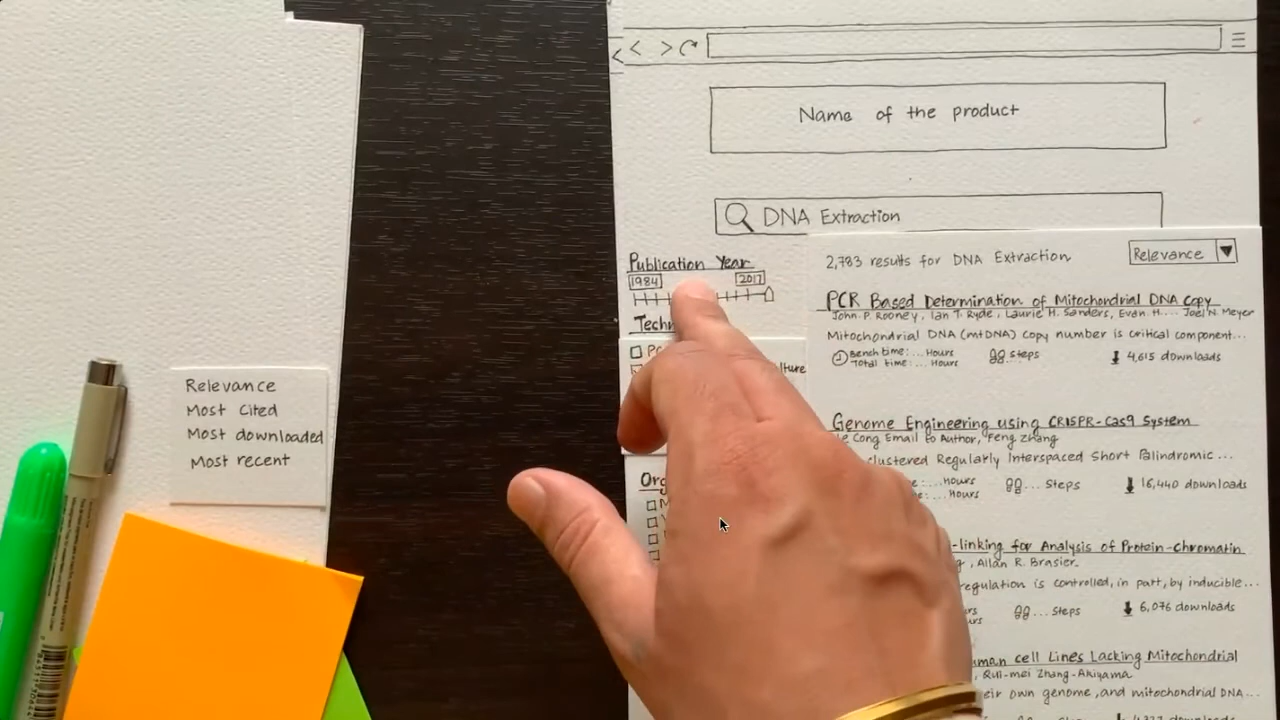 Name of the product
DNA Extraction
Publication Year
1984
2017
2,783 results for DNA Extraction
Relevance
PCR Based Determination of Mitochondrial DNA Copy
John P. Rooney, Ian T. Ryde, Laurie H. Sanders, Evan H.... Joel N. Meyer
Mitochondrial DNA (mtDNA) copy number is critical component...
Bench time: ... Hours
Total time: ... Hours
steps
4,615 downloads
Genome Engineering using CRISPR-Cas9 System
Cong Email to Author, Feng Zhang
clustered Regularly Interspaced Short Palindromic...
... Hours
... Hours
... Steps
16,440 downloads
-linking for Analysis of Protein-Chromatin
, Allan R. Brasier.
regulation is controlled, in part, by inducible...
... Steps
6,076 downloads
cell Lines Lacking Mitochondrial
, Qui-mei Zhang-Akiyama
their own genome, and mitochondrial DNA...
downloads
Relevance
Most Cited
Most downloaded
Most recent